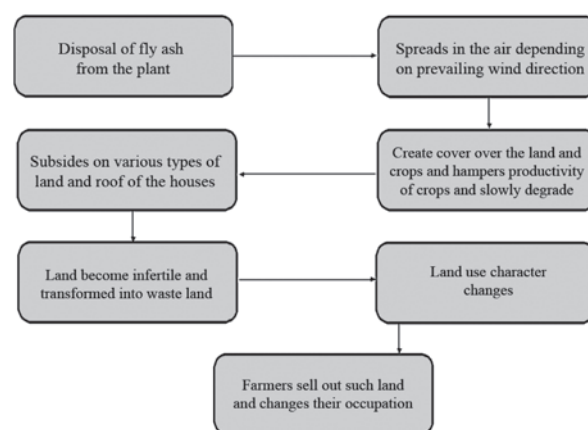 Disposal of fly ash
from the plant
Spreads in the air depending
on prevailing wind direction
Create cover over the land and
crops and hampers productivity
of crops and slowly degrade
Subsides on various types of
land and roof of the houses
Land become infertile and
transformed into waste land
Land use character
changes
Farmers sell out such land
and changes their occupation